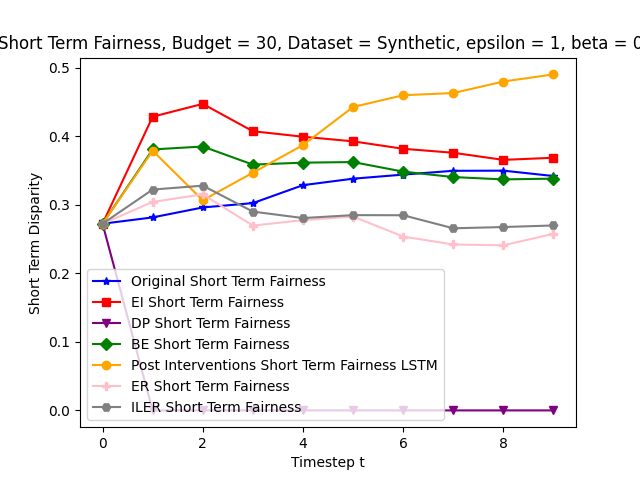 Short Term Fairness, Budget = 30, Dataset = Synthetic, epsilon = 1, beta = 0
Short Term Disparity
0.5
0.4
0.3
0.2
0.1
0.0
Original Short Term Fairness
EI Short Term Fairness
DP Short Term Fairness
BE Short Term Fairness
Post Interventions Short Term Fairness LSTM
ER Short Term Fairness
ILER Short Term Fairness
0 2 4 6 8
Timestep t